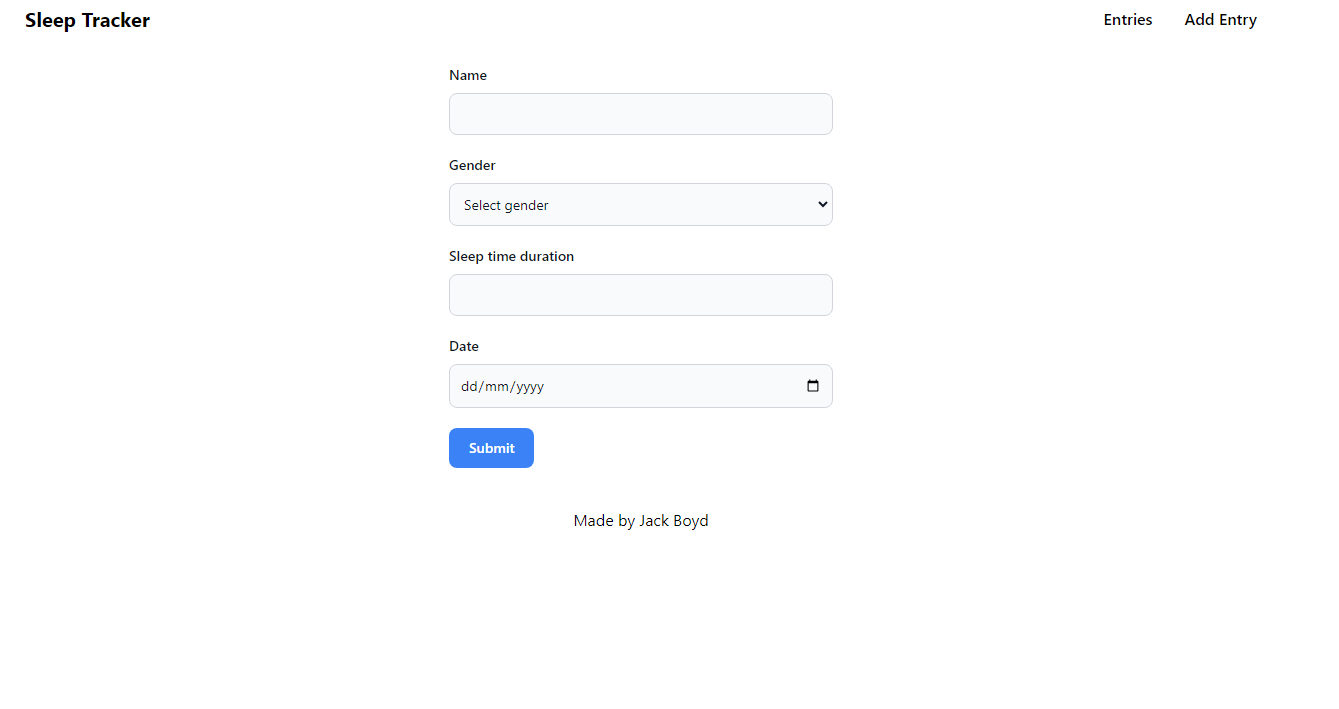 Sleep Tracker Entries Add Entry
Name
Gender
Select gender
Sleep time duration
Date
dd/mm/yyyy
Submit
Made by Jack Boyd